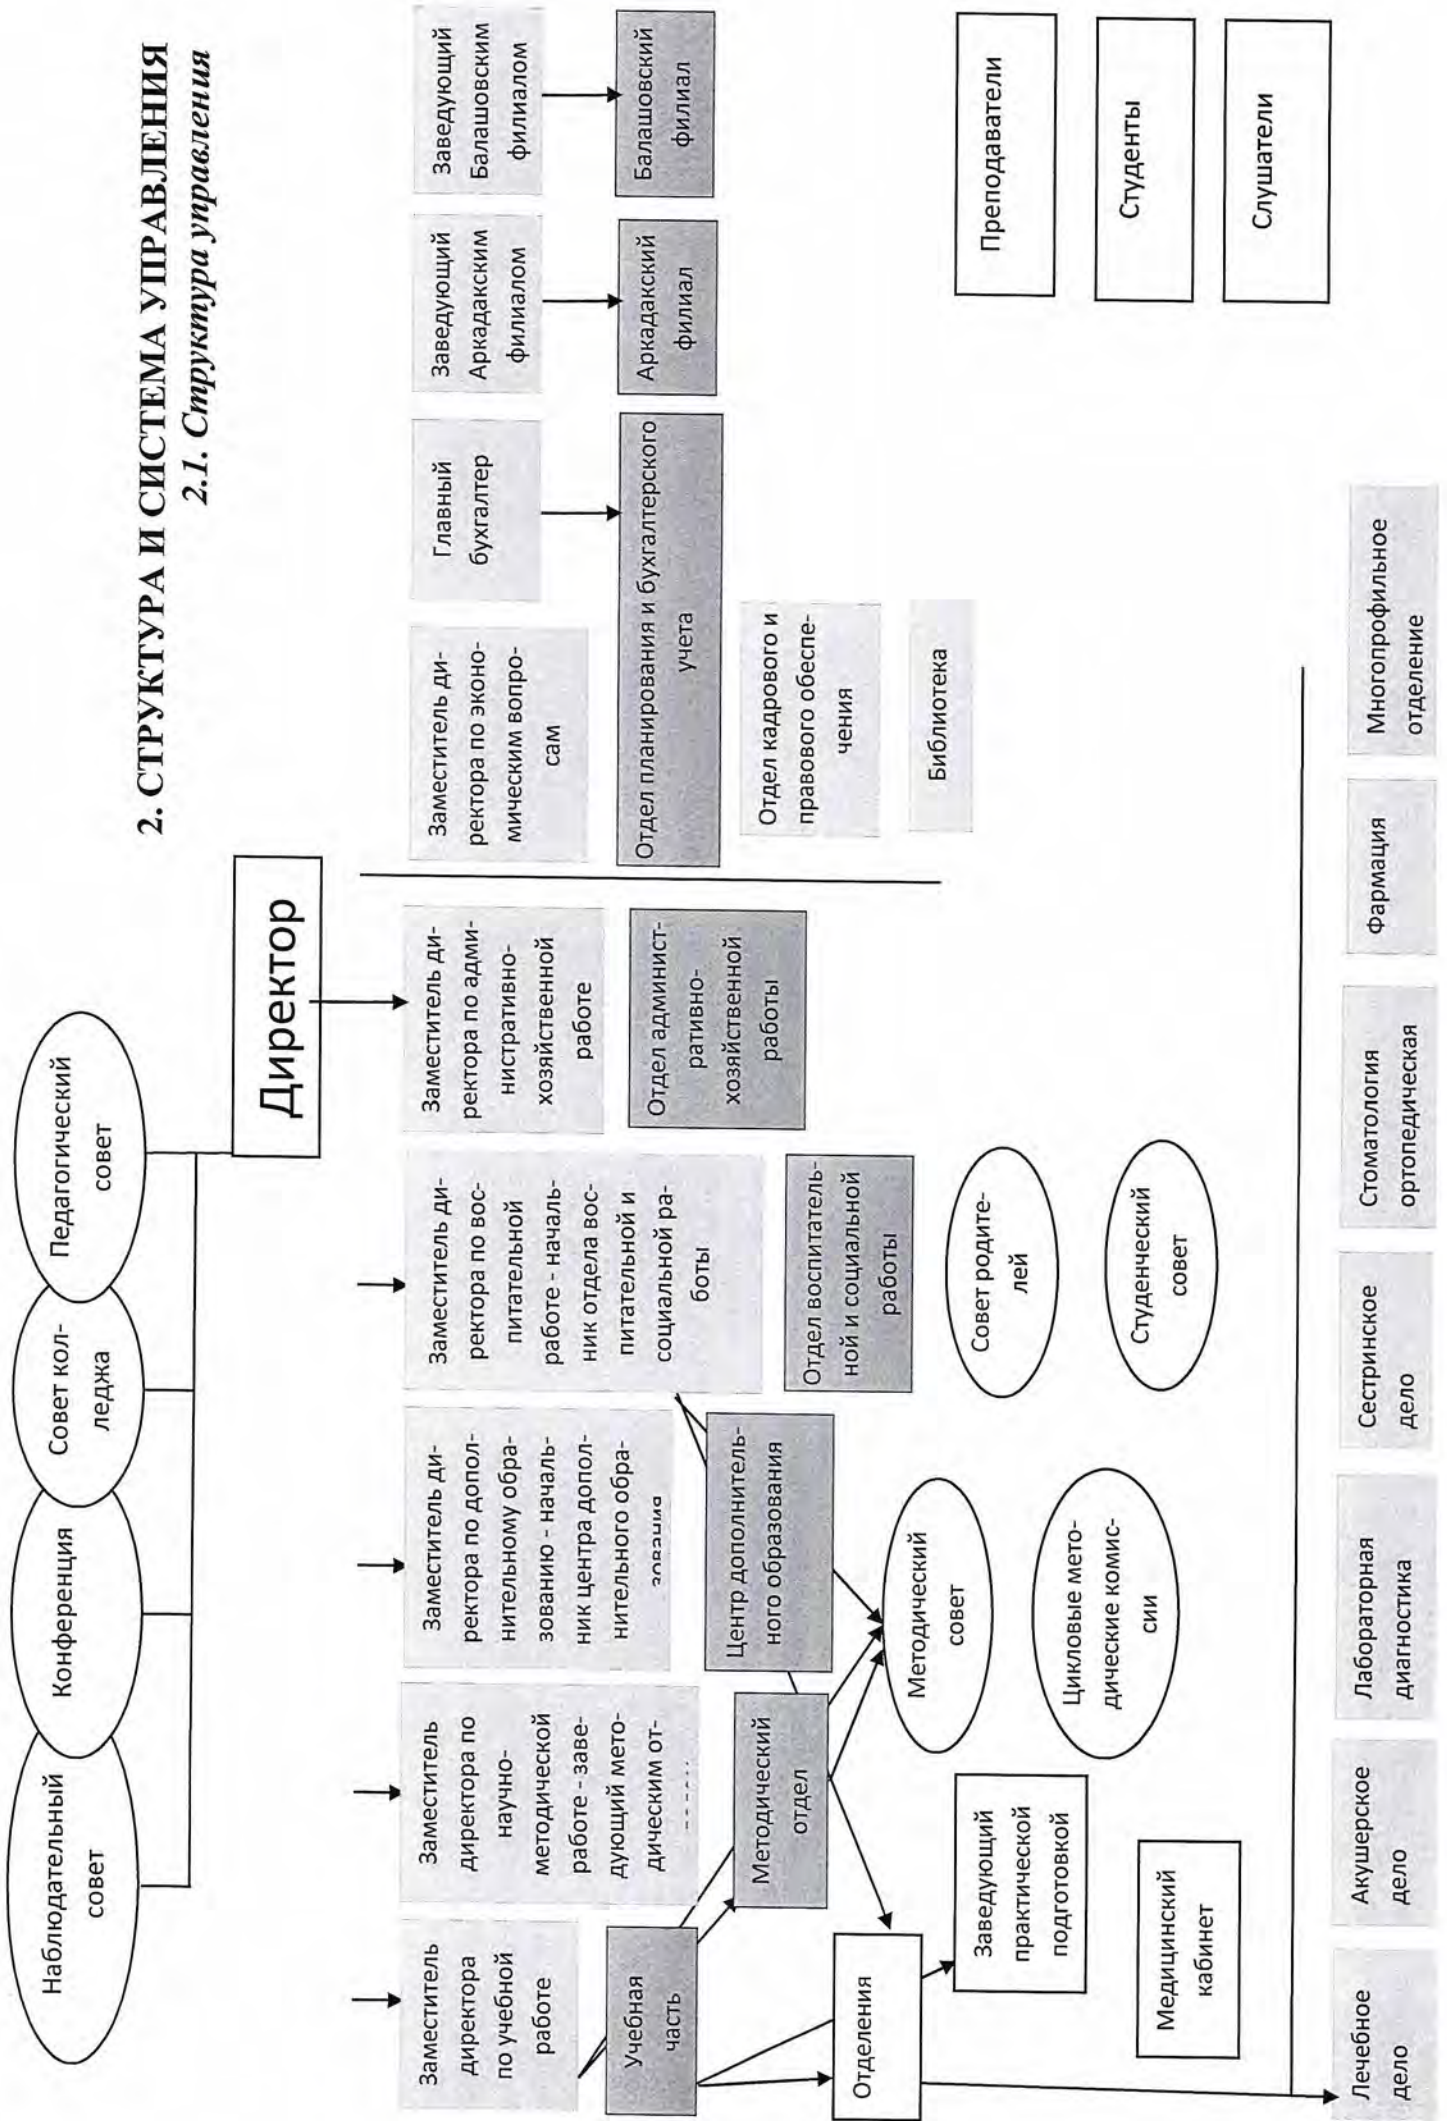 2. СТРУКТУРА И СИСТЕМА УПРАВЛЕНИЯ
2.1. Структура управления
Наблюдательный
совет
Конференция
Совет кол-
леджа
Педагогический
совет
Директор
Заместитель
директора
по учебной
работе
Заместитель
директора по
научно-
методической
работе - заве-
дующий мето-
дическим от-
Заместитель ди-
ректора по допол-
нительному обра-
зованию - началь-
ник центра допол-
нительного обра-
зования
Заместитель ди-
ректора по вос-
питательной
работе - началь-
ник отдела вос-
питательной и
социальной ра-
боты
Заместитель ди-
ректора по адми-
нистративно-
хозяйственной
работе
Заместитель ди-
ректора по эконо-
мическим вопро-
сам
Главный
бухгалтер
Заведующий
Аркадакским
филиалом
Заведующий
Балашовским
филиалом
Учебная
часть
Методический
отдел
Центр дополнитель-
ного образования
Отдел воспитатель-
ной и социальной
работы
Отдел админист-
ративно-
хозяйственной
работы
Отдел планирования и бухгалтерского
учета
Аркадакский
филиал
Балашовский
филиал
Отдел кадрового и
правового обеспе-
чения
Библиотека
Отделения
Заведующий
практической
подготовкой
Медицинский
кабинет
Методический
совет
Цикловые мето-
дические комис-
сии
Совет родите-
лей
Студенческий
совет
Преподаватели
Студенты
Слушатели
Лечебное
дело
Акушерское
дело
Лабораторная
диагностика
Сестринское
дело
Стоматология
ортопедическая
Фармация
Многопрофильное
отделение